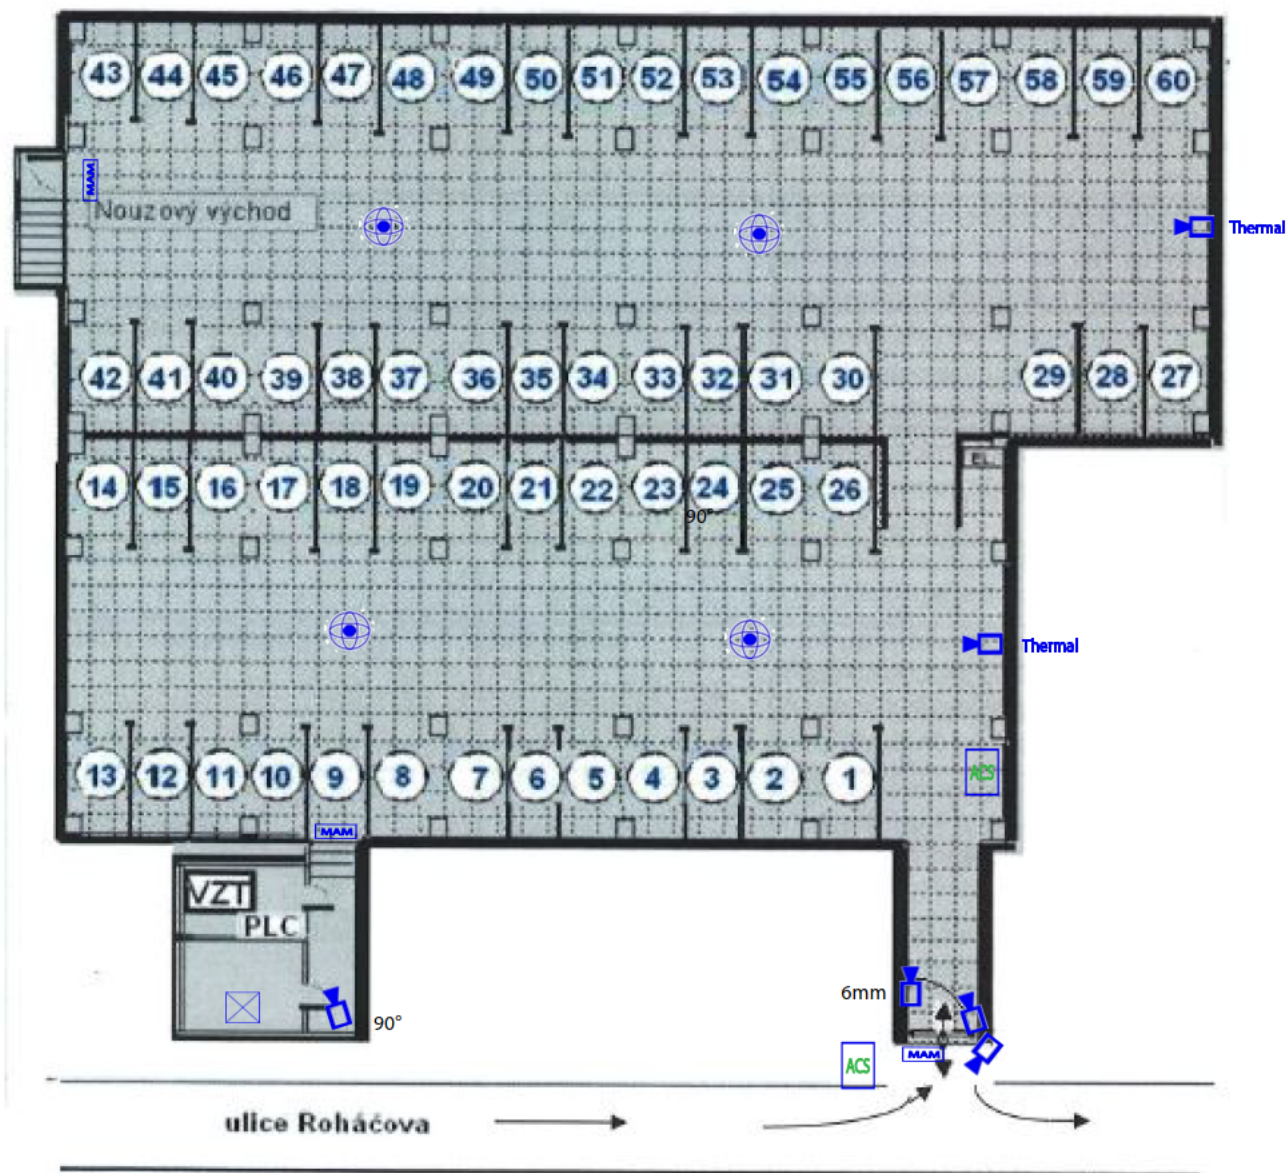 43 44 45 46 47 48 49 50 51 52 53 54 55 56 57 58 59 60
MAM
Nouzový východ
Thermal
42 41 40 39 38 37 36 35 34 33 32 31 30 29 28 27
EL.
14 15 16 17 18 19 20 21 22 23 24 25 26
90°
Thermal
13 12 11 10 9 8 7 6 5 4 3 2 1
ACS
MAM
VZT
PLC
6mm
90°
MAM
ACS
ulice Roháčova